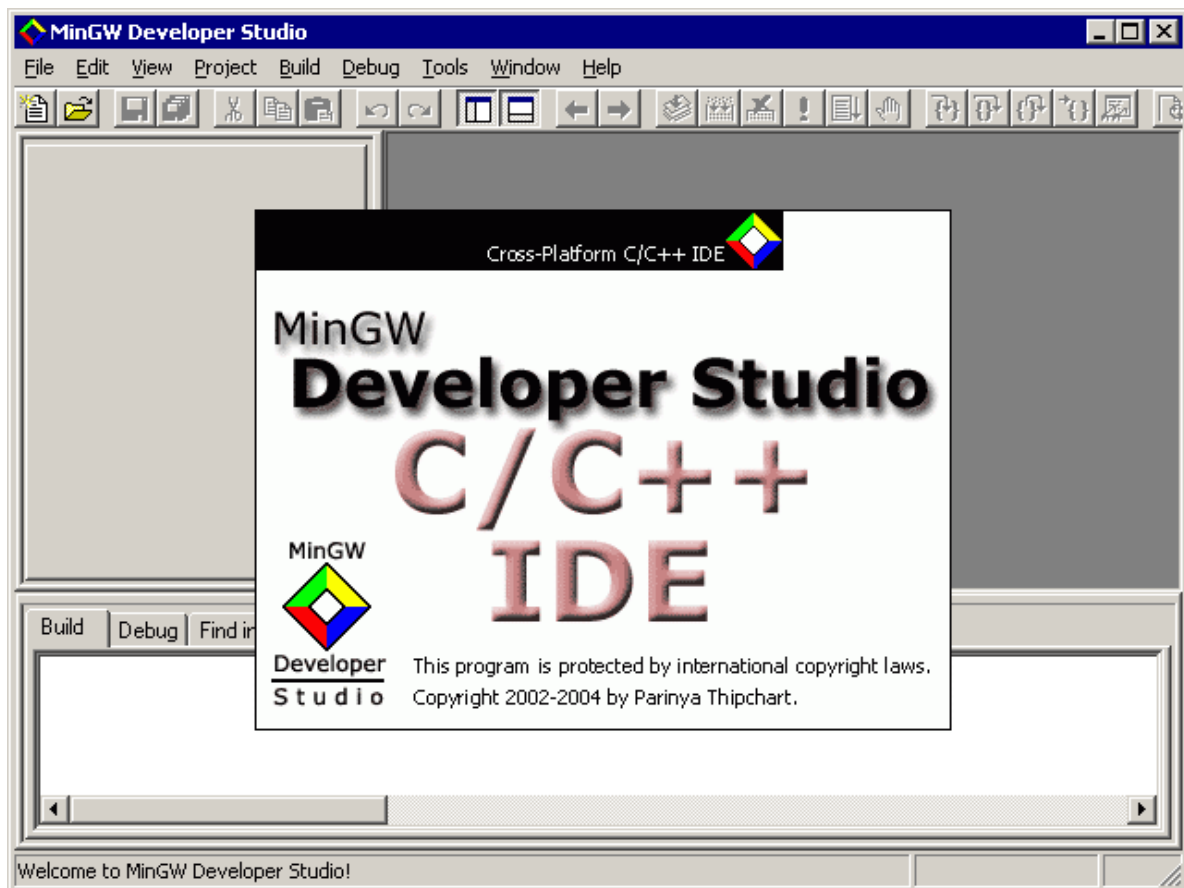 MinGW Developer Studio
File Edit View Project Build Debug Tools Window Help
Cross-Platform C/C++ IDE
MinGW
Developer Studio
C/C++
IDE
MinGW
Developer
Studio
This program is protected by international copyright laws.
Copyright 2002-2004 by Parinya Thipchart.
Build Debug Find in
Welcome to MinGW Developer Studio!